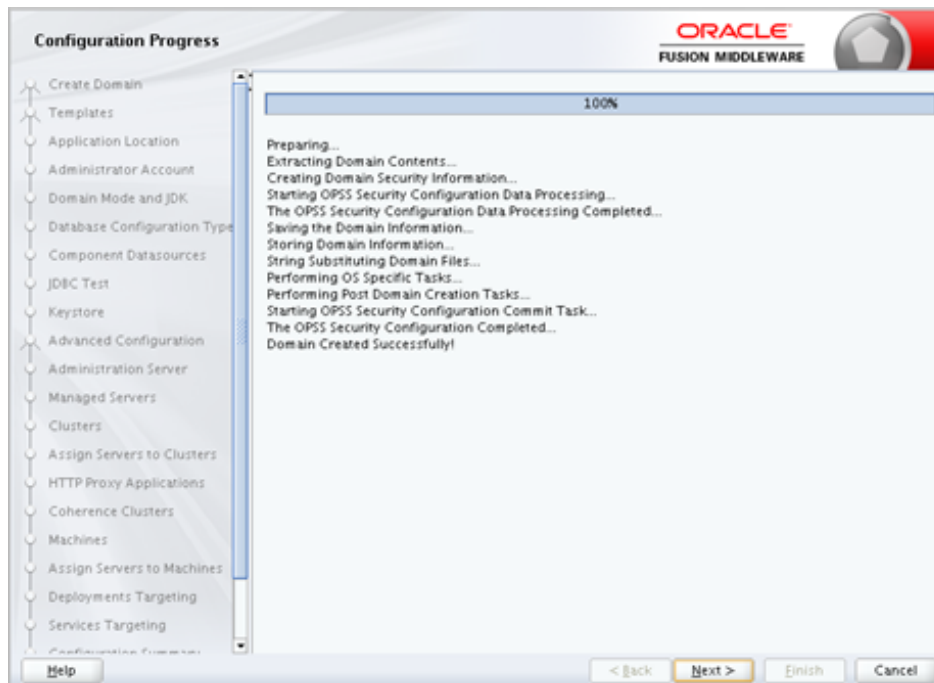 Configuration Progress
ORACLE
FUSION MIDDLEWARE
Create Domain
Templates
Application Location
Administrator Account
Domain Mode and JDK
Database Configuration Type
Component Datasources
JDBC Test
Keystore
Advanced Configuration
Administration Server
Managed Servers
Clusters
Assign Servers to Clusters
HTTP Proxy Applications
Coherence Clusters
Machines
Assign Servers to Machines
Deployments Targeting
Services Targeting
Configuration Summary
100%
Preparing...
Extracting Domain Contents...
Creating Domain Security Information...
Starting OPSS Security Configuration Data Processing...
The OPSS Security Configuration Data Processing Completed...
Saving the Domain Information...
Storing Domain Information...
String Substituting Domain Files...
Performing OS Specific Tasks...
Performing Post Domain Creation Tasks...
Starting OPSS Security Configuration Commit Task...
The OPSS Security Configuration Completed...
Domain Created Successfully!
Help
< Back
Next >
Finish
Cancel